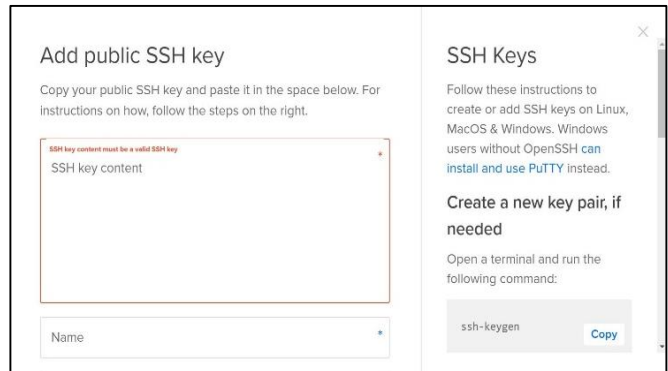 Add public SSH key
Copy your public SSH key and paste it in the space below. For
instructions on how, follow the steps on the right.
SSH key content must be a valid SSH key
*
SSH key content
Name
*
SSH Keys
Follow these instructions to
create or add SSH keys on Linux,
MacOS & Windows. Windows
users without OpenSSH can
install and use PuTTY instead.
Create a new key pair, if
needed
Open a terminal and run the
following command:
ssh-keygen
Copy